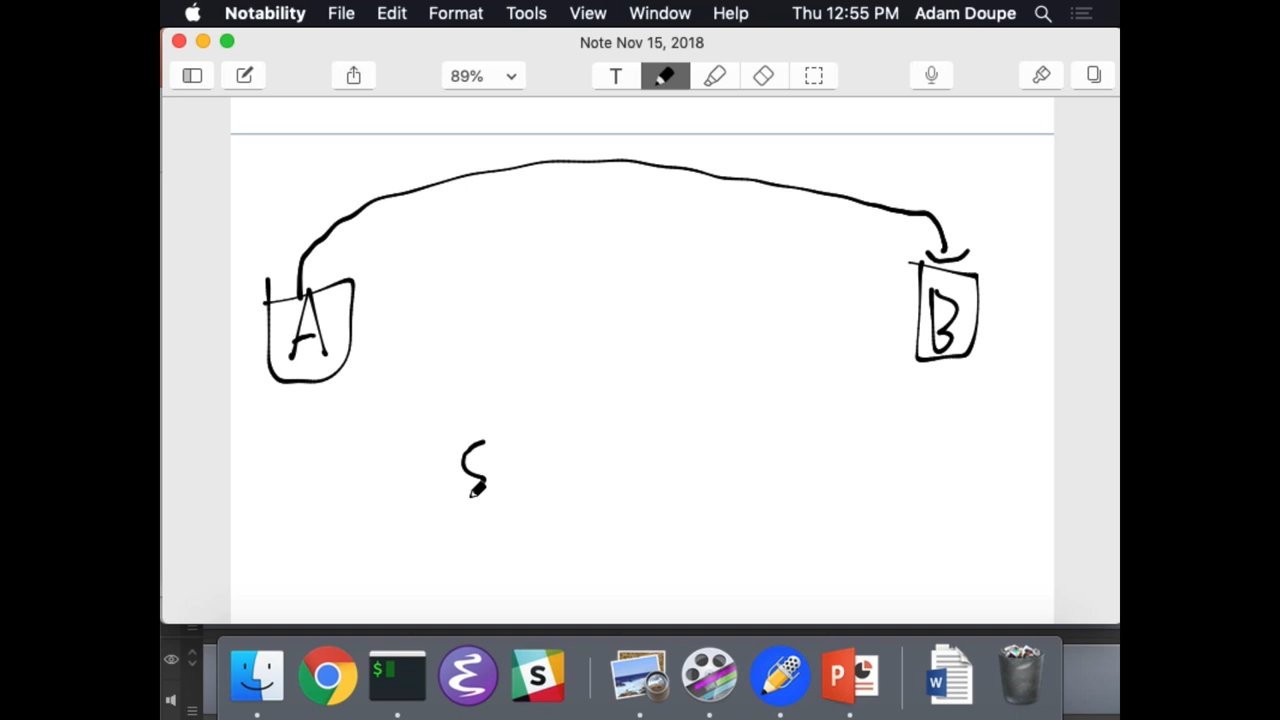 Notability File Edit Format Tools View Window Help Thu 12:55 PM Adam Doupe
Note Nov 15, 2018
89% T
A B
S
$ S P W